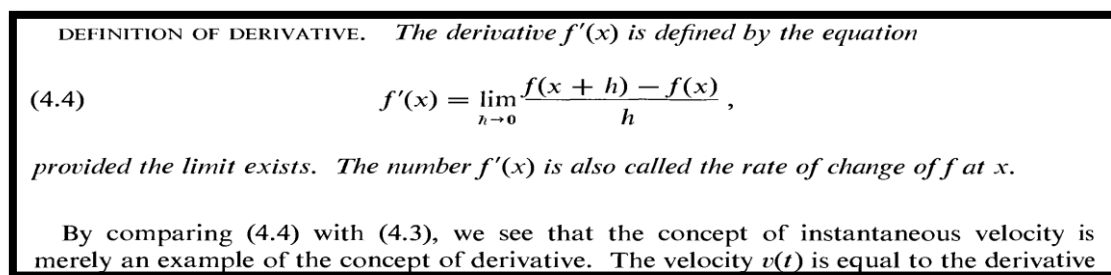 DEFINITION OF DERIVATIVE. The derivative f′(x) is defined by the equation
(4.4) f′(x) = lim h→0 f(x + h) − f(x) / h ,
provided the limit exists. The number f′(x) is also called the rate of change of f at x.
By comparing (4.4) with (4.3), we see that the concept of instantaneous velocity is
merely an example of the concept of derivative. The velocity v(t) is equal to the derivative